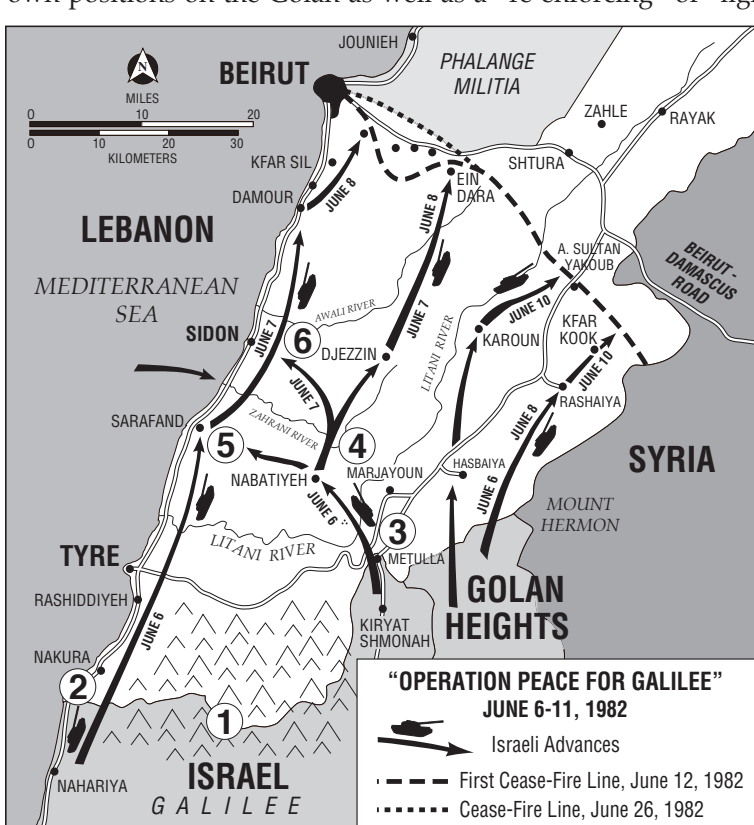 own positions on the Golan as well as a "re-enforcing" of "lig
JOUNIEH
N
MILES
0 10 20
0 10 20 30
KILOMETERS
BEIRUT
PHALANGE
MILITIA
ZAHLE
RAYAK
SHTURA
KFAR SIL
DAMOUR
JUNE 8
EIN
DARA
JUNE 8
LEBANON
MEDITERRANEAN
SEA
A. SULTAN
YAKOUB
BEIRUT -
DAMASCUS
ROAD
AWALI RIVER
JUNE 7
LITANI RIVER
JUNE 10
KFAR
KOOK
SIDON
JUNE 7
6
DJEZZIN
KAROUN
JUNE 10
JUNE 7
RASHAIYA
SARAFAND
5
ZAHRANI RIVER
4
JUNE 8
SYRIA
NABATIYEH
MARJAYOUN
HASBAIYA
JUNE 6
JUNE 6
MOUNT
HERMON
LITANI RIVER
3
METULLA
TYRE
GOLAN
HEIGHTS
RASHIDDIYEH
JUNE 6
KIRYAT
SHMONAH
NAKURA
2
1
ISRAEL
GALILEE
NAHARIYA
"OPERATION PEACE FOR GALILEE"
JUNE 6-11, 1982
Israeli Advances
First Cease-Fire Line, June 12, 1982
Cease-Fire Line, June 26, 1982